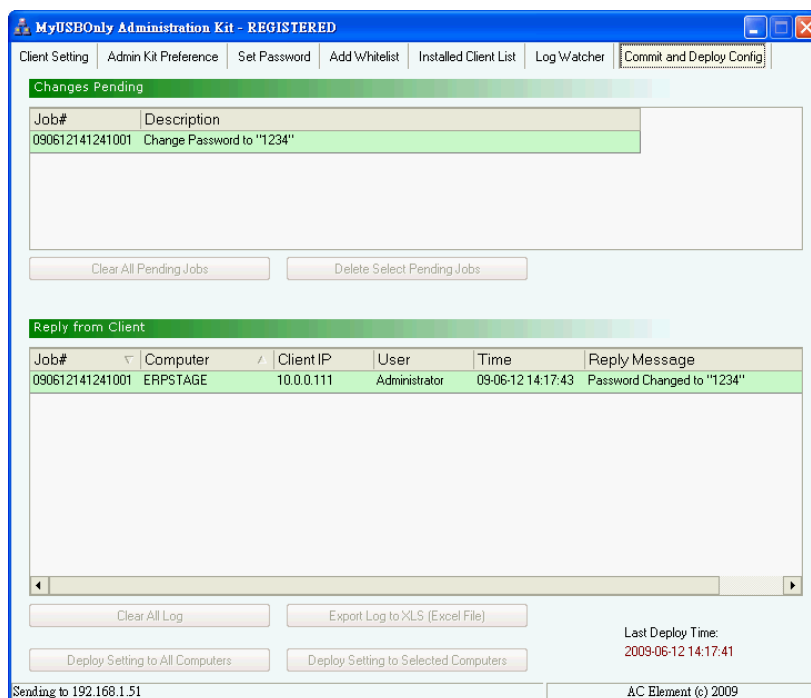 MyUSBOnly Administration Kit - REGISTERED
Client Setting Admin Kit Preference Set Password Add Whitelist Installed Client List Log Watcher Commit and Deploy Config
Changes Pending
Job# Description
090612141241001 Change Password to "1234"
Clear All Pending Jobs Delete Select Pending Jobs
Reply from Client
Job# Computer Client IP User Time Reply Message
090612141241001 ERPSTAGE 10.0.0.111 Administrator 09-06-12 14:17:43 Password Changed to "1234"
Clear All Log Export Log to XLS (Excel File)
Last Deploy Time:
Deploy Setting to All Computers Deploy Setting to Selected Computers 2009-06-12 14:17:41
Sending to 192.168.1.51 AC Element (c) 2009